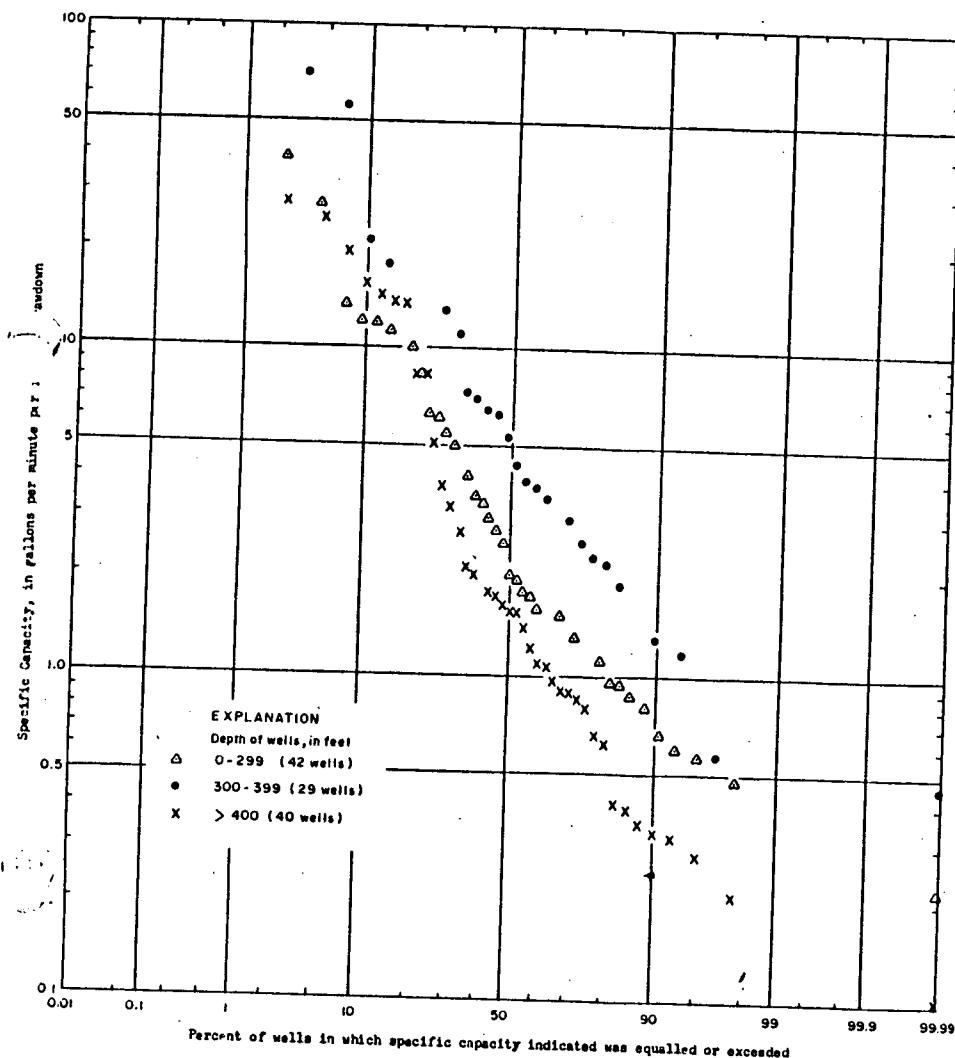 100
50
10
5
1.0
0.5
0.1
Specific Capacity, in gallons per minute per awdown
EXPLANATION
Depth of wells, in feet
△ 0-299 (42 wells)
● 300-399 (29 wells)
x > 400 (40 wells)
0.01 0.1 1 10 50 90 99 99.9 99.99
Percent of wells in which specific capacity indicated was equalled or exceeded